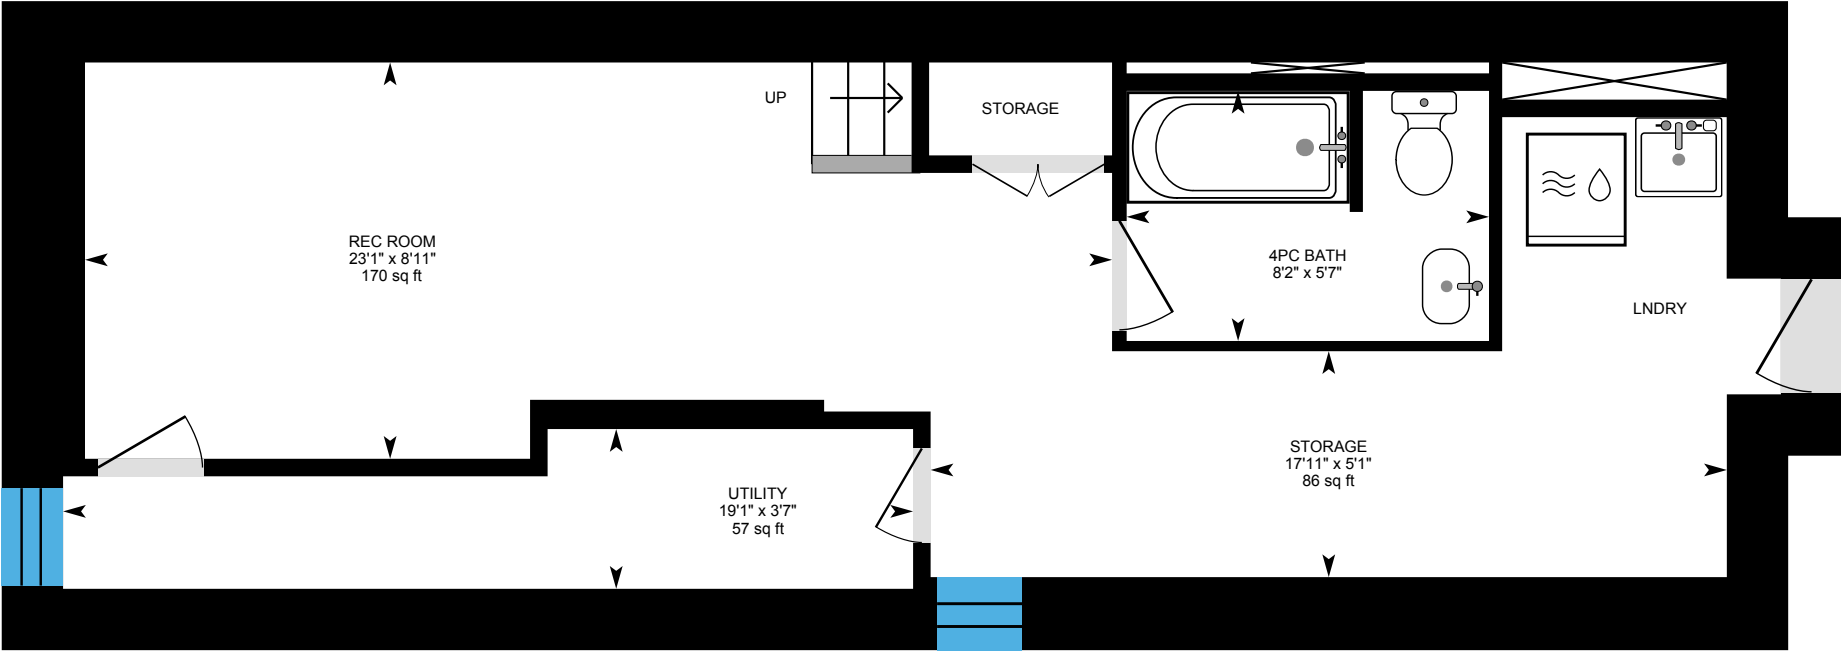 UP
STORAGE
REC ROOM
23'1" x 8'11"
170 sq ft
4PC BATH
8'2" x 5'7"
LNDRY
STORAGE
17'11" x 5'1"
86 sq ft
UTILITY
19'1" x 3'7"
57 sq ft